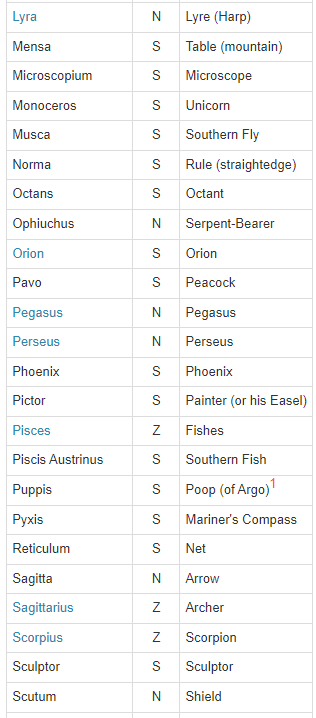 Lyra N Lyre (Harp)
Mensa S Table (mountain)
Microscopium S Microscope
Monoceros S Unicorn
Musca S Southern Fly
Norma S Rule (straightedge)
Octans S Octant
Ophiuchus N Serpent-Bearer
Orion S Orion
Pavo S Peacock
Pegasus N Pegasus
Perseus N Perseus
Phoenix S Phoenix
Pictor S Painter (or his Easel)
Pisces Z Fishes
Piscis Austrinus S Southern Fish
Puppis S Poop (of Argo)1
Pyxis S Mariner's Compass
Reticulum S Net
Sagitta N Arrow
Sagittarius Z Archer
Scorpius Z Scorpion
Sculptor S Sculptor
Scutum N Shield